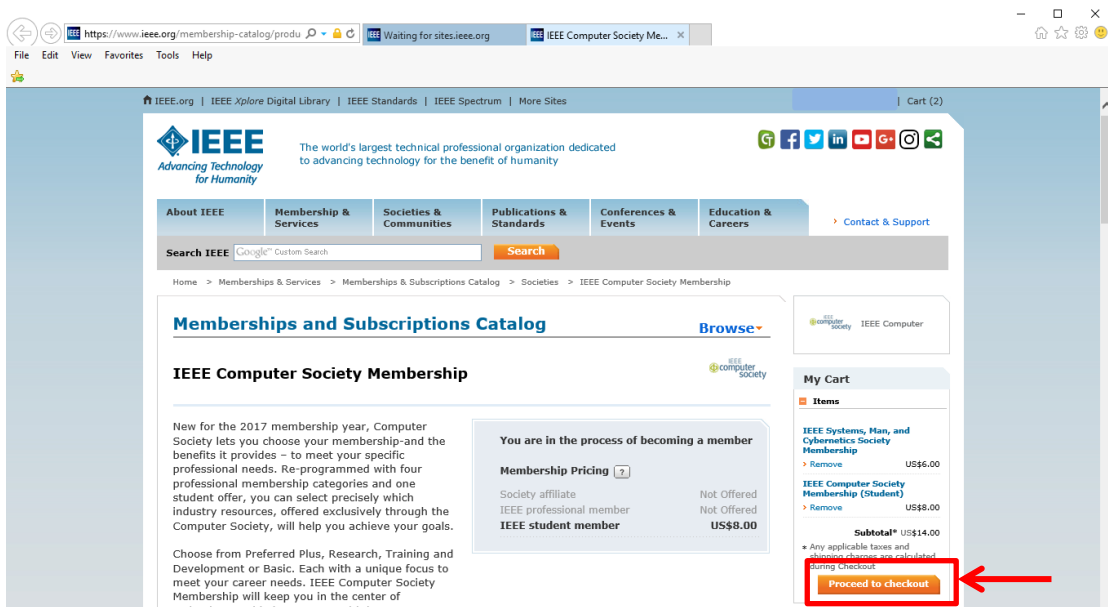 https://www.ieee.org/membership-catalog/produ
Waiting for sites.ieee.org
IEEE Computer Society Me...
File Edit View Favorites Tools Help
IEEE.org | IEEE Xplore Digital Library | IEEE Standards | IEEE Spectrum | More Sites
| Cart (2)
IEEE
Advancing Technology
for Humanity
The world's largest technical professional organization dedicated
to advancing technology for the benefit of humanity
About IEEE
Membership &
Services
Societies &
Communities
Publications &
Standards
Conferences &
Events
Education &
Careers
Contact & Support
Search IEEE Google™ Custom Search Search
Home > Memberships & Services > Memberships & Subscriptions Catalog > Societies > IEEE Computer Society Membership
Memberships and Subscriptions Catalog
Browse
IEEE Computer Society Membership
IEEE
computer
society
New for the 2017 membership year, Computer
Society lets you choose your membership-and the
benefits it provides – to meet your specific
professional needs. Re-programmed with four
professional membership categories and one
student offer, you can select precisely which
industry resources, offered exclusively through the
Computer Society, will help you achieve your goals.
Choose from Preferred Plus, Research, Training and
Development or Basic. Each with a unique focus to
meet your career needs. IEEE Computer Society
Membership will keep you in the center of
You are in the process of becoming a member
Membership Pricing ?
Society affiliate Not Offered
IEEE professional member Not Offered
IEEE student member US$8.00
IEEE
computer
society
IEEE Computer
My Cart
Items
IEEE Systems, Man, and
Cybernetics Society
Membership
> Remove US$6.00
IEEE Computer Society
Membership (Student)
> Remove US$8.00
Subtotal* US$14.00
* Any applicable taxes and
shipping charges are calculated
during Checkout
Proceed to checkout